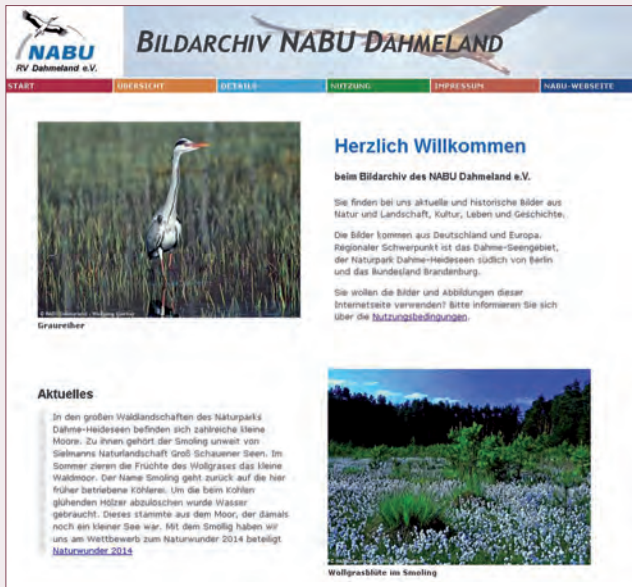 NABU
RV Dahmeland e.V.
BILDARCHIV NABU DAHMELAND
START ÜBERSICHT DETAILS NUTZUNG IMPRESSUM NABU-WEBSEITE
Graureiher
Herzlich Willkommen
beim Bildarchiv des NABU Dahmeland e.V.
Sie finden bei uns aktuelle und historische Bilder aus
Natur und Landschaft, Kultur, Leben und Geschichte.
Die Bilder kommen aus Deutschland und Europa.
Regionaler Schwerpunkt ist das Dahme-Seengebiet,
der Naturpark Dahme-Heideseen südlich von Berlin
und das Bundesland Brandenburg.
Sie wollen die Bilder und Abbildungen dieser
Internetseite verwenden? Bitte informieren Sie sich
über die Nutzungsbedingungen.
Aktuelles
In den großen Waldlandschaften des Naturparks
Dahme-Heideseen befinden sich zahlreiche kleine
Moore. Zu ihnen gehört der Smoling unweit von
Sielmanns Naturlandschaft Groß Schauener Seen. Im
Sommer zieren die Früchte des Wollgrases das kleine
Waldmoor. Der Name Smoling geht zurück auf die hier
früher betriebene Köhlerei. Um die beim Kohlen
glühenden Hölzer abzulöschen wurde Wasser
gebraucht. Dieses stammte aus dem Moor, der damals
noch ein kleiner See war. Mit dem Smollig haben wir
uns am Wettbewerb zum Naturwunder 2014 beteiligt
Naturwunder 2014
Wollgrasblüte im Smoling